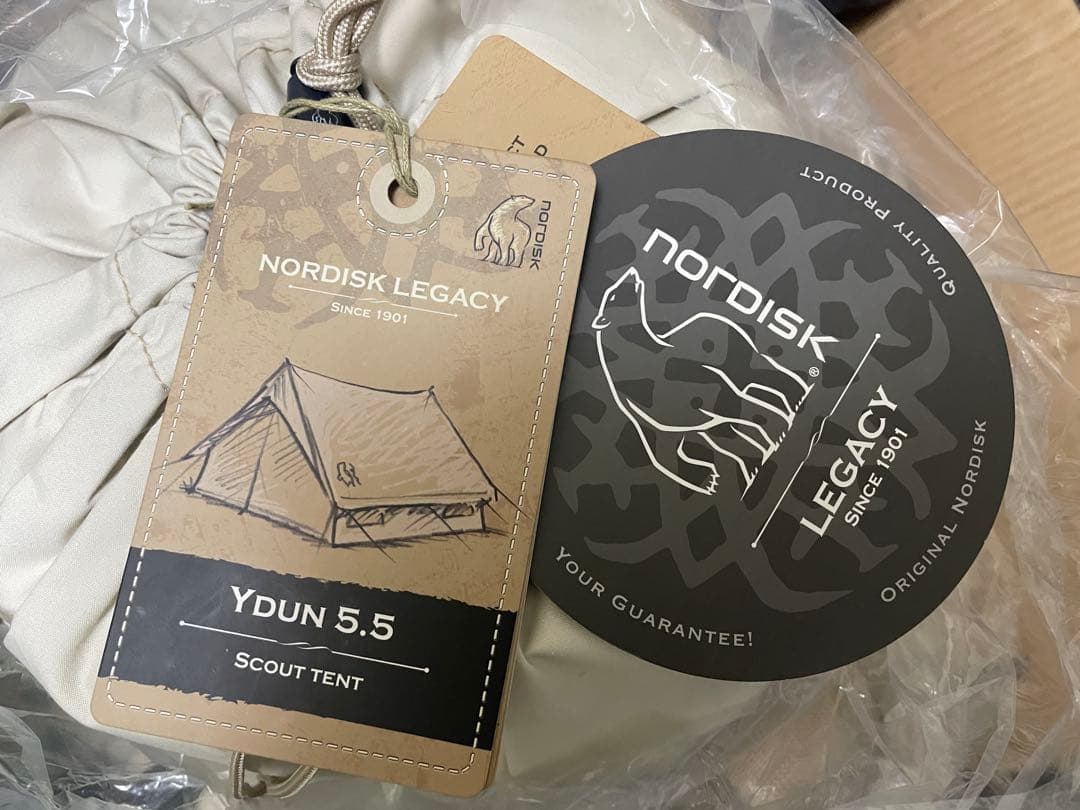 NORDISK
NORDISK LEGACY
SINCE 1901
YDUN 5.5
SCOUT TENT
QUALITY PRODUCT
NORDISK®
LEGACY
SINCE 1901
ORIGINAL NORDISK
YOUR GUARANTEE!